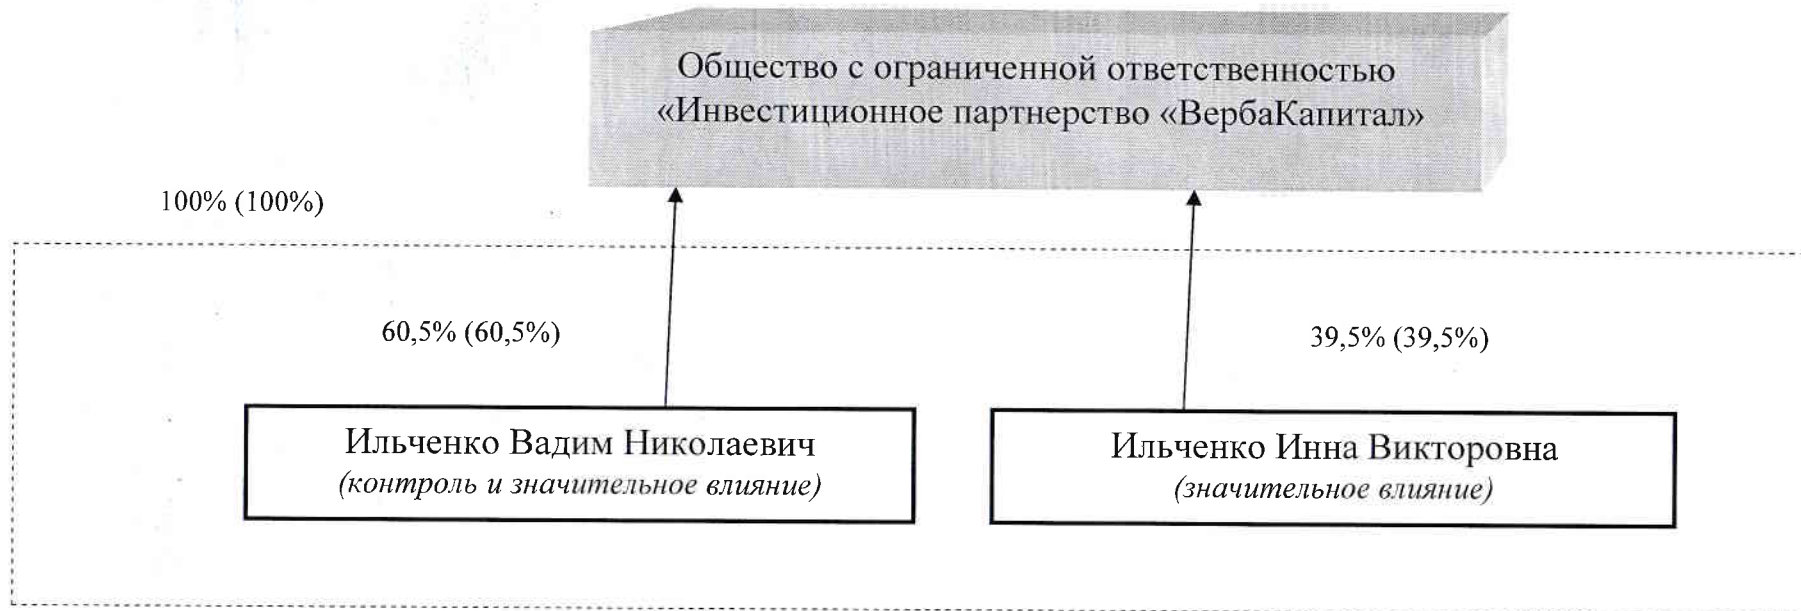 Общество с ограниченной ответственностью
«Инвестиционное партнерство «ВербаКапитал»
100% (100%)
60,5% (60,5%)
39,5% (39,5%)
Ильченко Вадим Николаевич
(контроль и значительное влияние)
Ильченко Инна Викторовна
(значительное влияние)